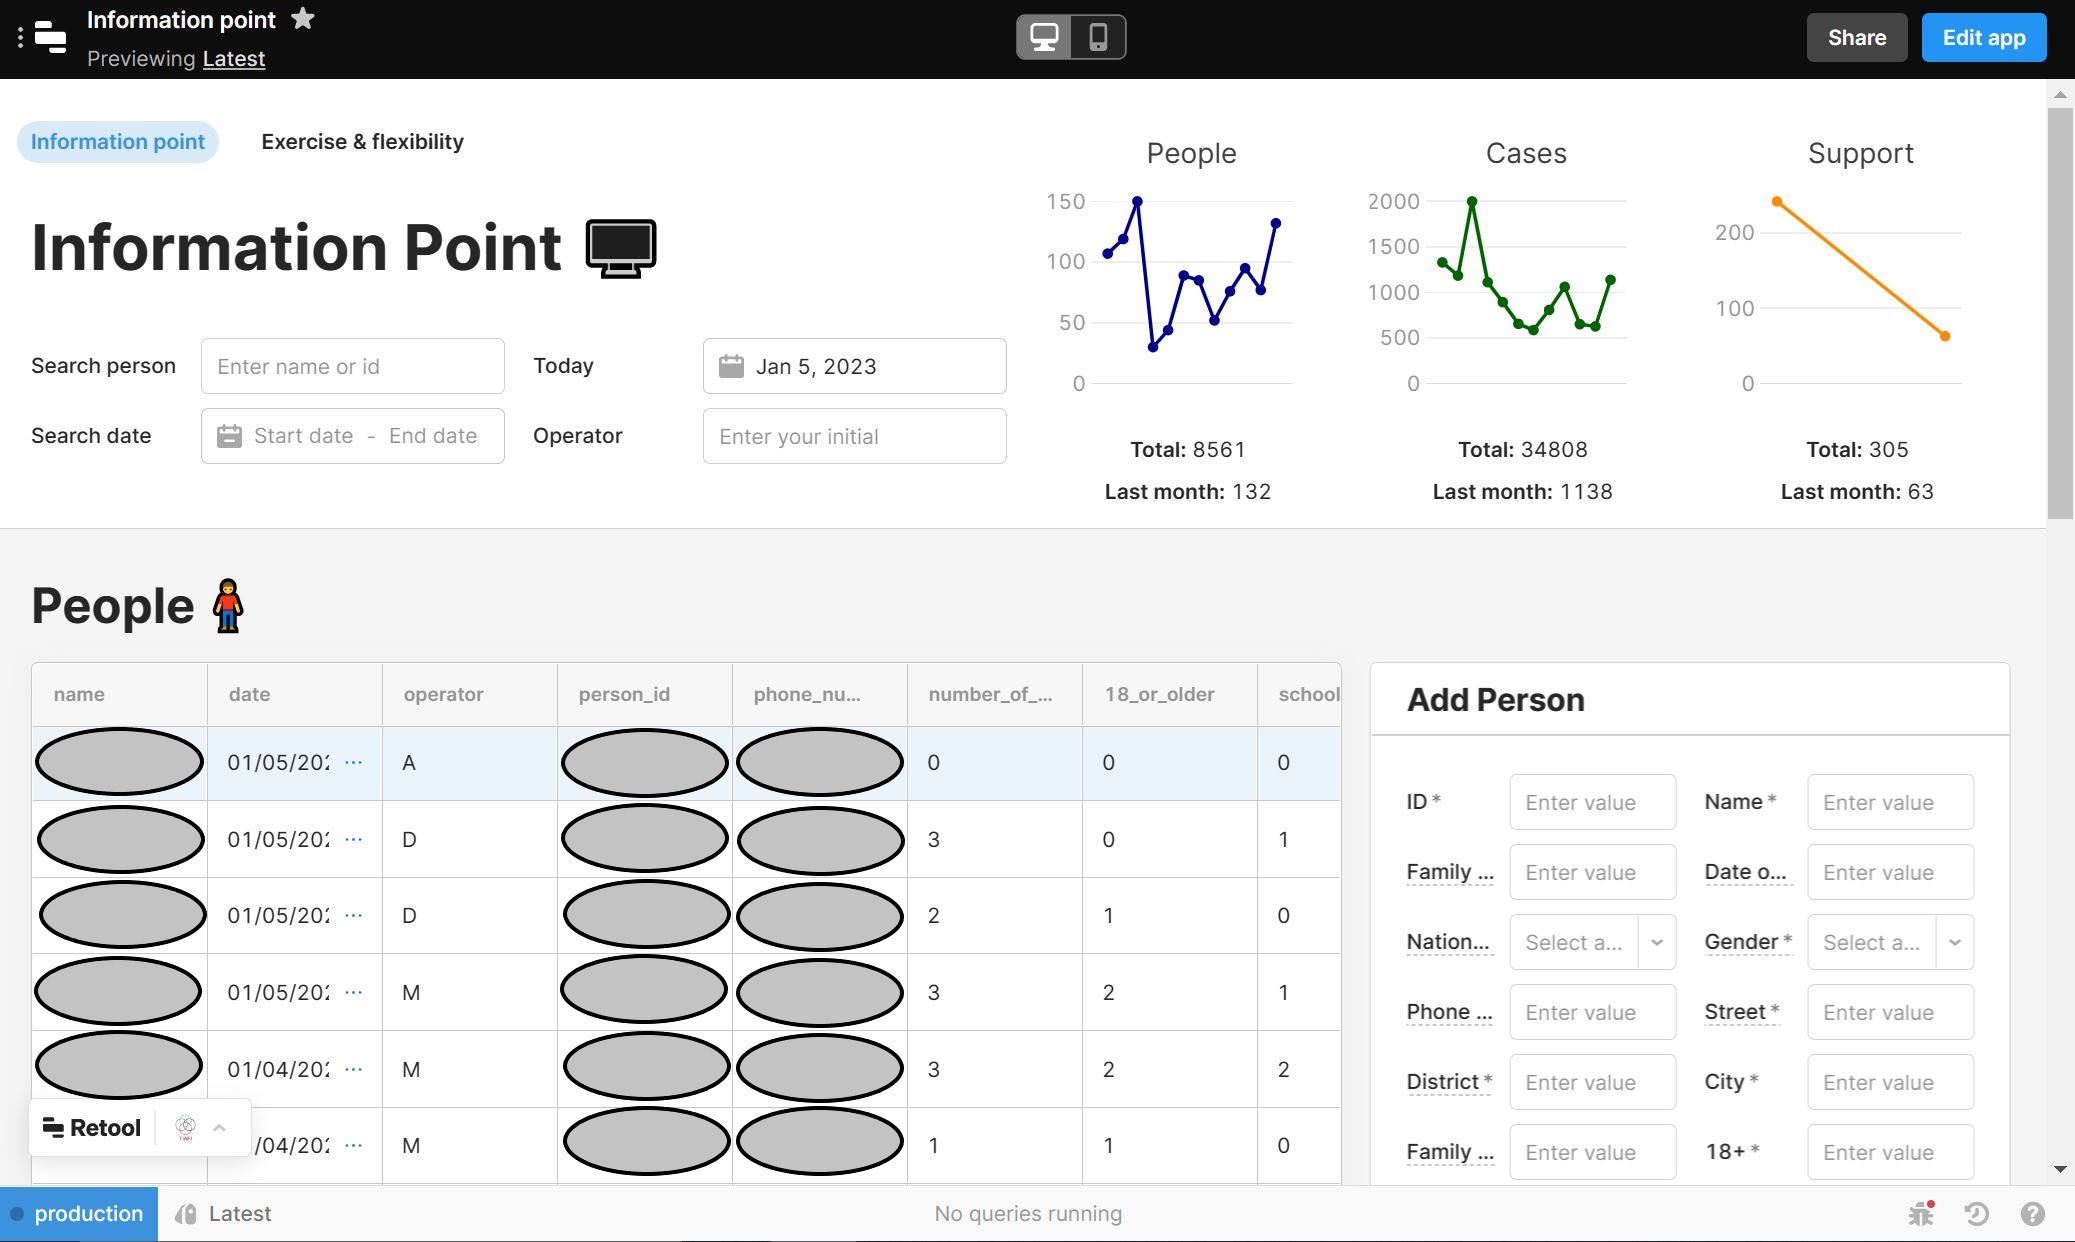 Information point
Previewing Latest
Share
Edit app
Information point
Exercise & flexibility
Information Point
Search person
Enter name or id
Today
Jan 5, 2023
Search date
Start date - End date
Operator
Enter your initial
People
150
100
50
0
Total: 8561
Last month: 132
Cases
2000
1500
1000
500
0
Total: 34808
Last month: 1138
Support
200
100
0
Total: 305
Last month: 63
People
name date operator person_id phone_nu... number_of_... 18_or_older school
01/05/202 ... A 0 0 0
01/05/202 ... D 3 0 1
01/05/202 ... D 2 1 0
01/05/202 ... M 3 2 1
01/04/202 ... M 3 2 2
/04/202 ... M 1 1 0
Add Person
ID * Enter value Name * Enter value
Family ... Enter value Date o... Enter value
Nation... Select a... Gender * Select a...
Phone ... Enter value Street * Enter value
District * Enter value City * Enter value
Family ... Enter value 18+ * Enter value
Retool
production
Latest
No queries running